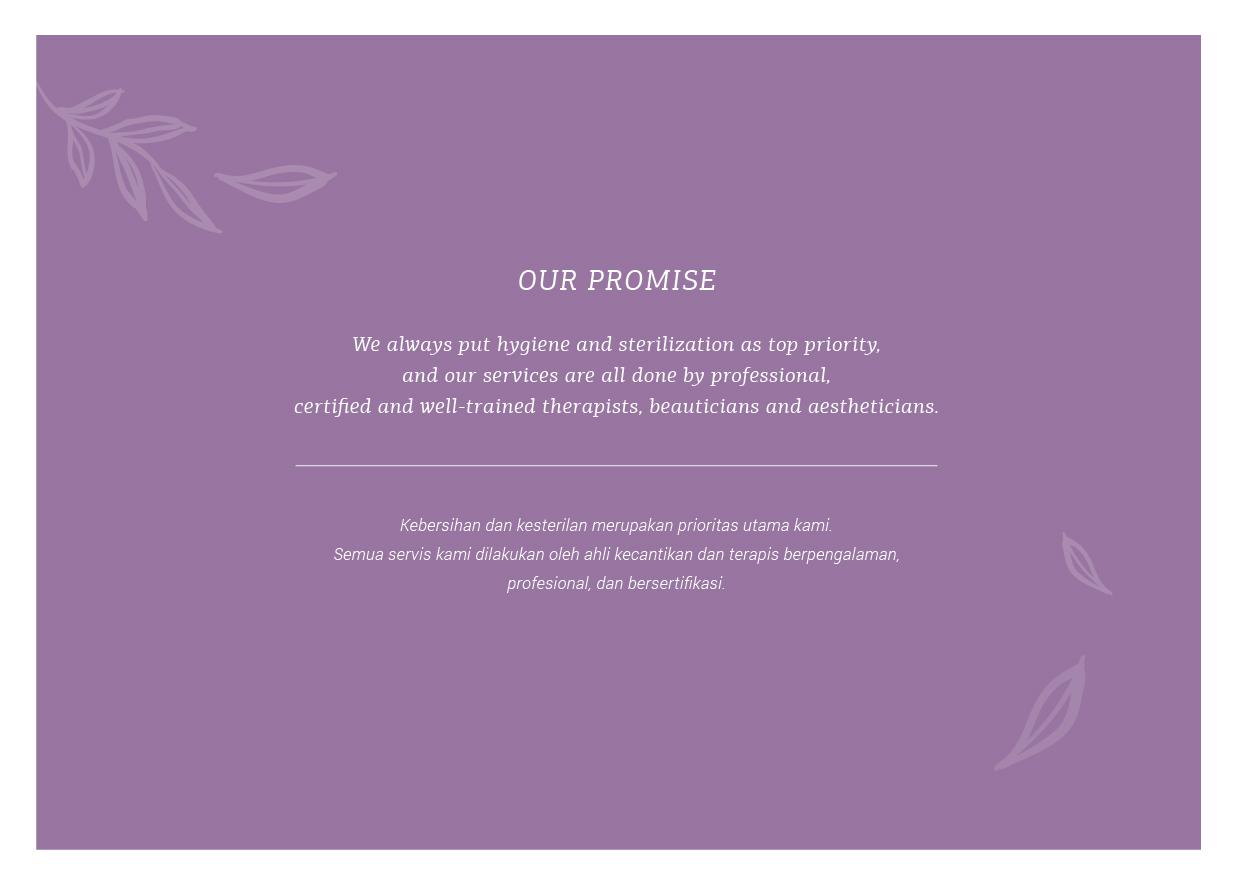 OUR PROMISE
We always put hygiene and sterilization as top priority,
and our services are all done by professional,
certified and well-trained therapists, beauticians and aestheticians.
Kebersihan dan kesterilan merupakan prioritas utama kami.
Semua servis kami dilakukan oleh ahli kecantikan dan terapis berpengalaman,
profesional, dan bersertifikasi.